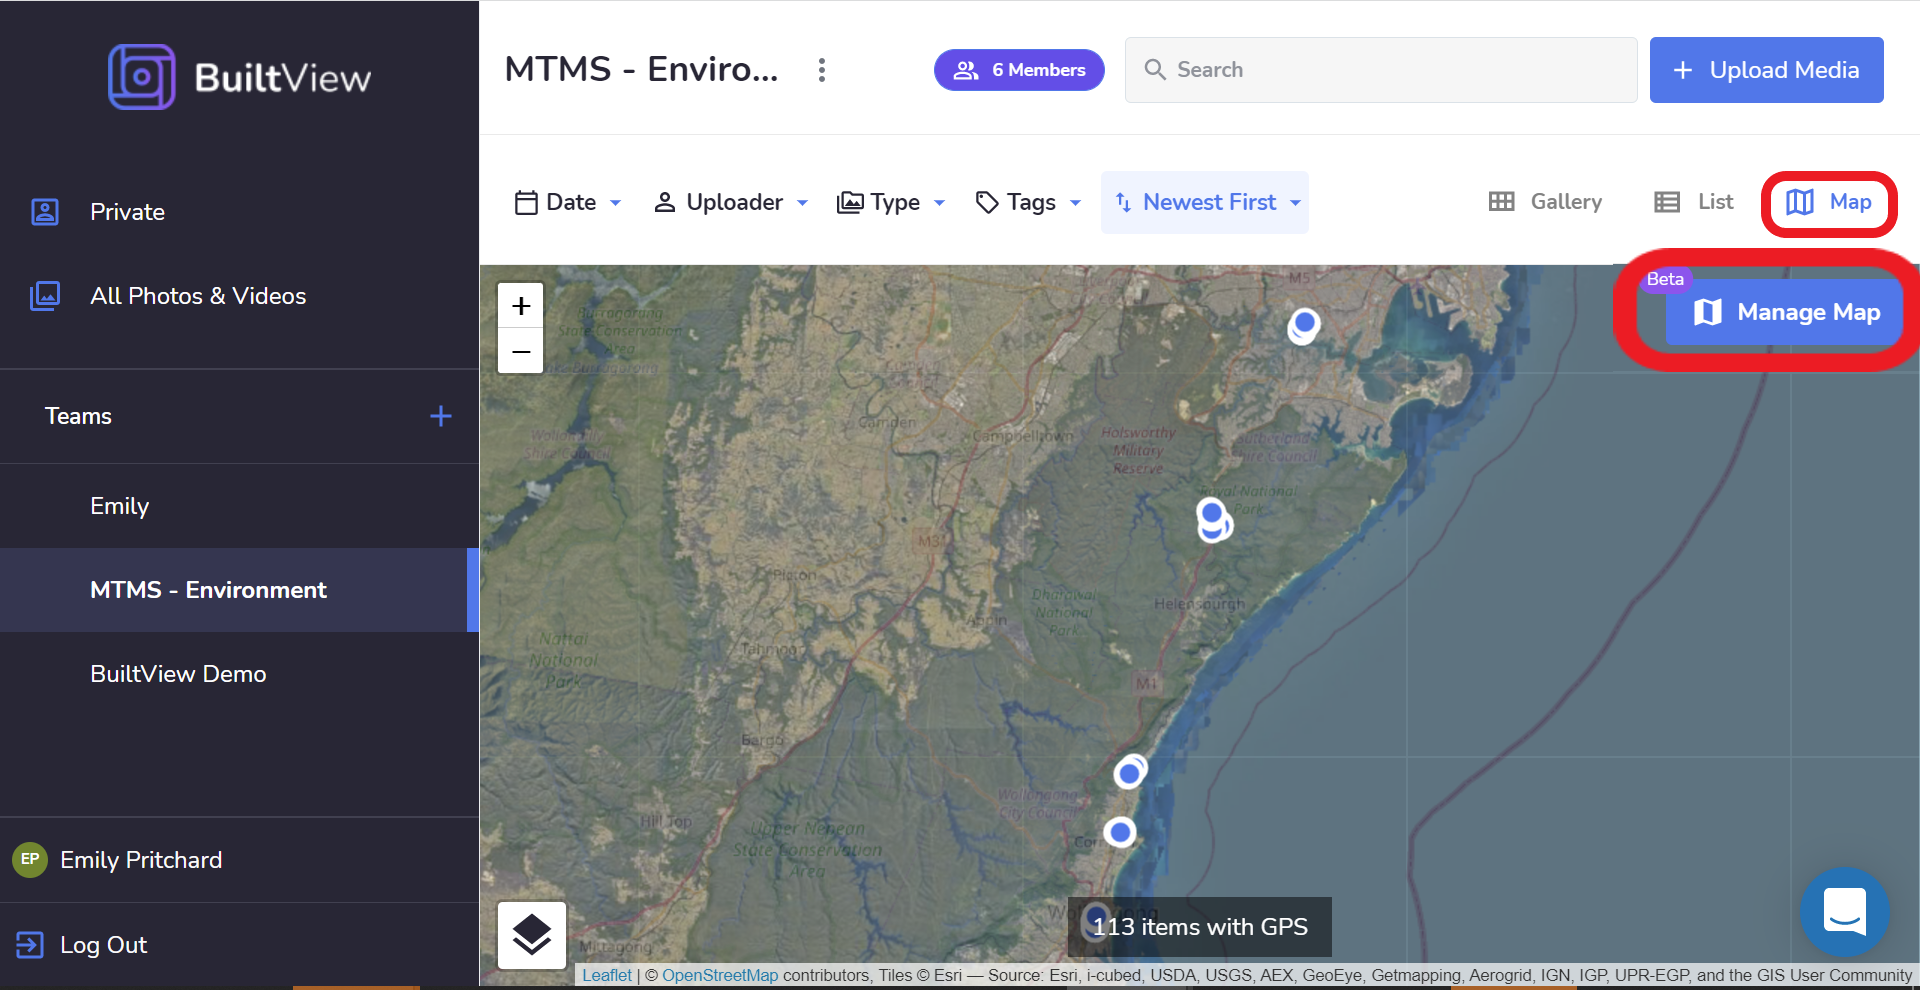 BuiltView
Private
All Photos & Videos
Teams
+
Emily
MTMS - Environment
BuiltView Demo
EP
Emily Pritchard
Log Out
MTMS - Enviro...
6 Members
Search
+ Upload Media
Date
Uploader
Type
Tags
Newest First
Gallery
List
Map
Beta
Manage Map
+
−
M5
Burragorang
State Conservation
Area
Lake Burragorang
Camden
Campbelltown
Holsworthy
Military
Reserve
Sutherland
Shire Council
Wollondilly
Shire Council
Royal National
Park
M31
Picton
Dharawal
National
Park
Helensburgh
Appin
Nattai
National
Park
Tahmoor
M1
Bargo
Wollongong
City Council
Hill Top
Upper Nepean
State Conservation
Area
Corr
Wollongong
113 items with GPS
Mittagong
Leaflet | © OpenStreetMap contributors, Tiles © Esri — Source: Esri, i-cubed, USDA, USGS, AEX, GeoEye, Getmapping, Aerogrid, IGN, IGP, UPR-EGP, and the GIS User Community